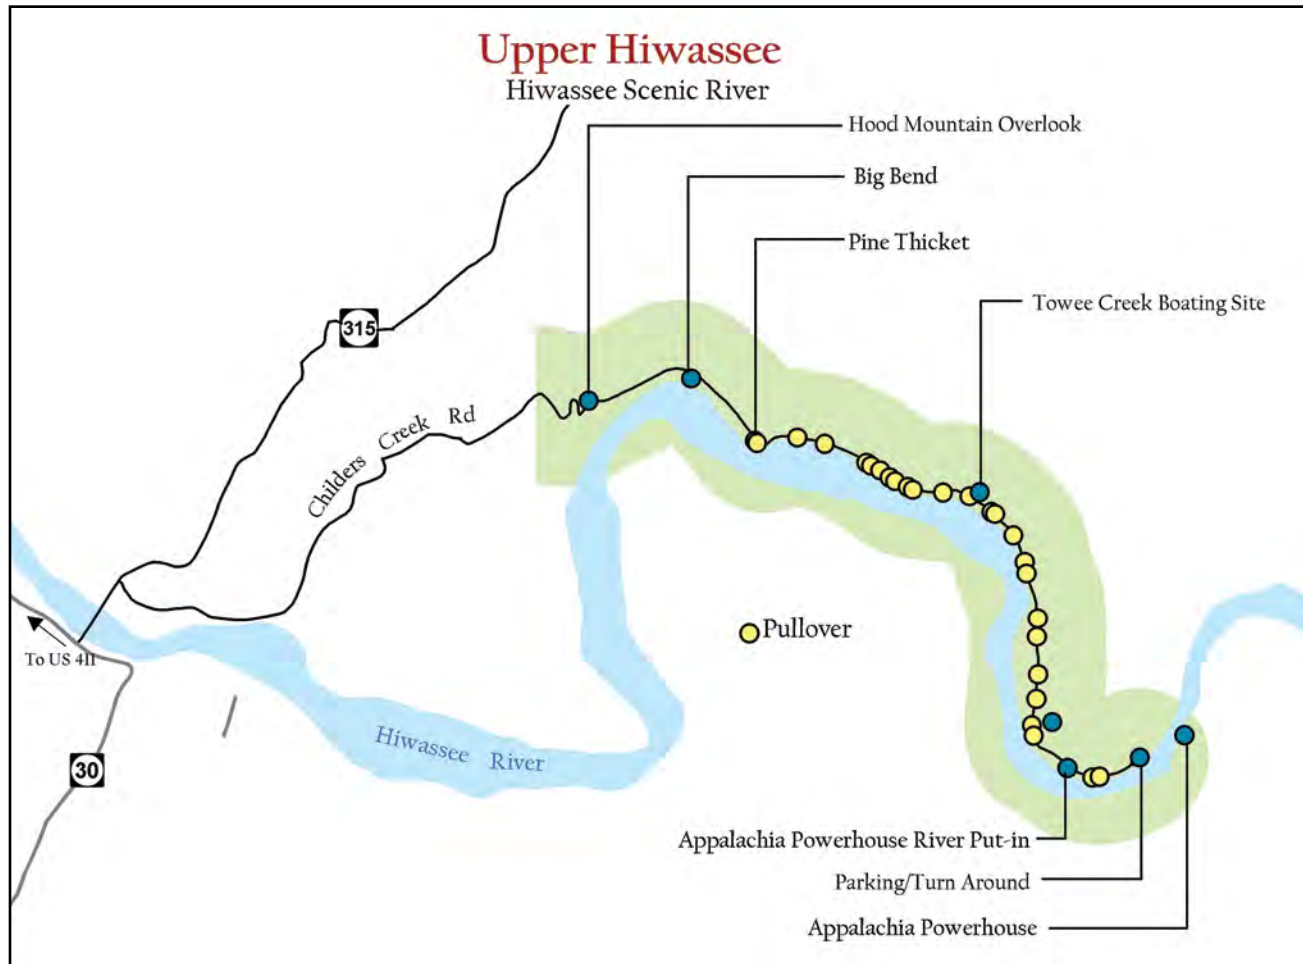 Upper Hiwassee
Hiwassee Scenic River
Hood Mountain Overlook
Big Bend
Pine Thicket
Towee Creek Boating Site
315
Childers Creek Rd
Pullover
To US 411
Hiwassee River
30
Appalachia Powerhouse River Put-in
Parking/Turn Around
Appalachia Powerhouse